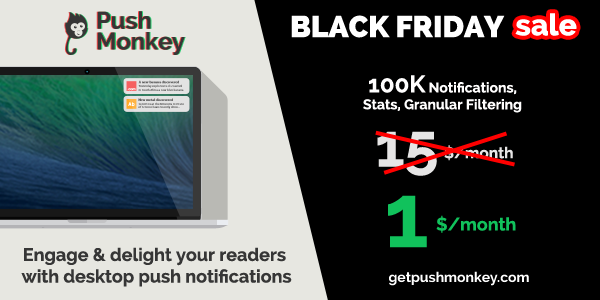 Push
Monkey
Engage & delight your readers
with desktop push notifications
BLACK FRIDAY sale
100K Notifications,
Stats, Granular Filtering
15 $/month
1 $/month
getpushmonkey.com